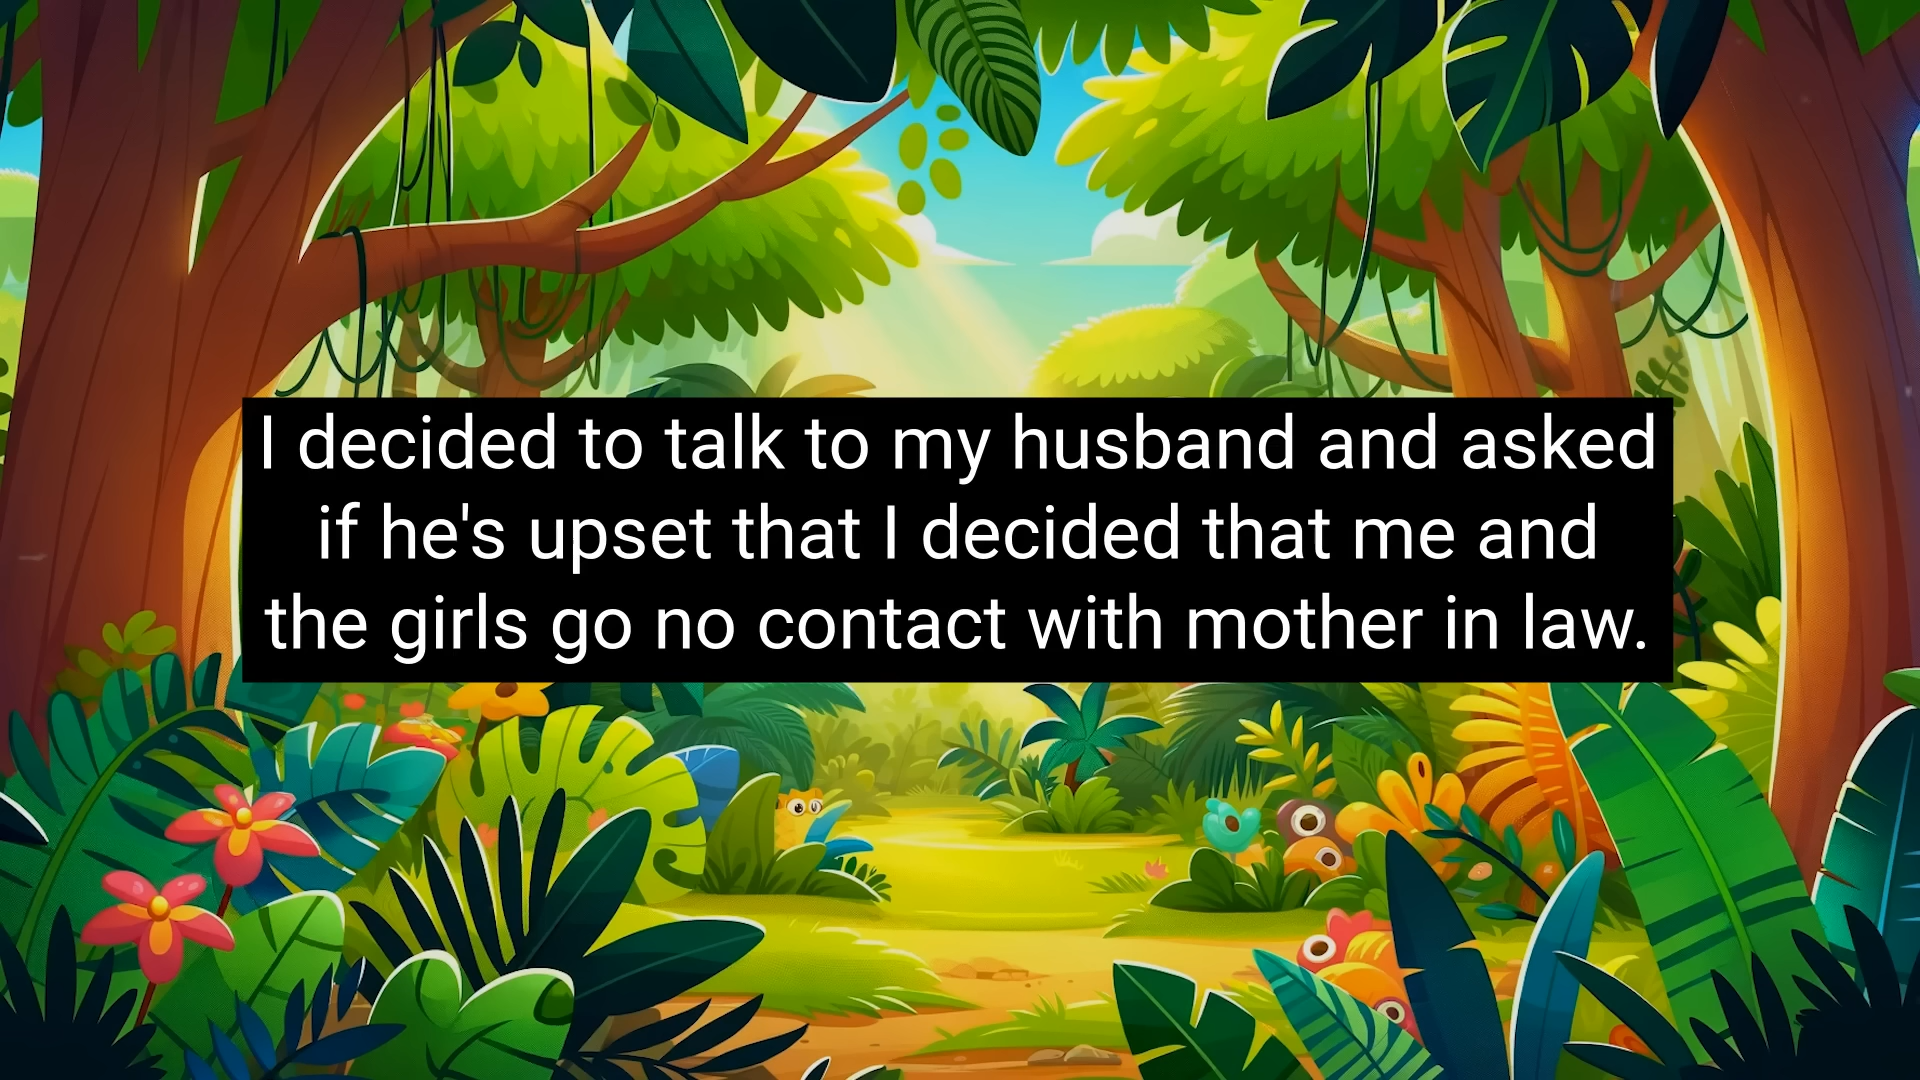 I decided to talk to my husband and asked
if he's upset that I decided that me and
the girls go no contact with mother in law.